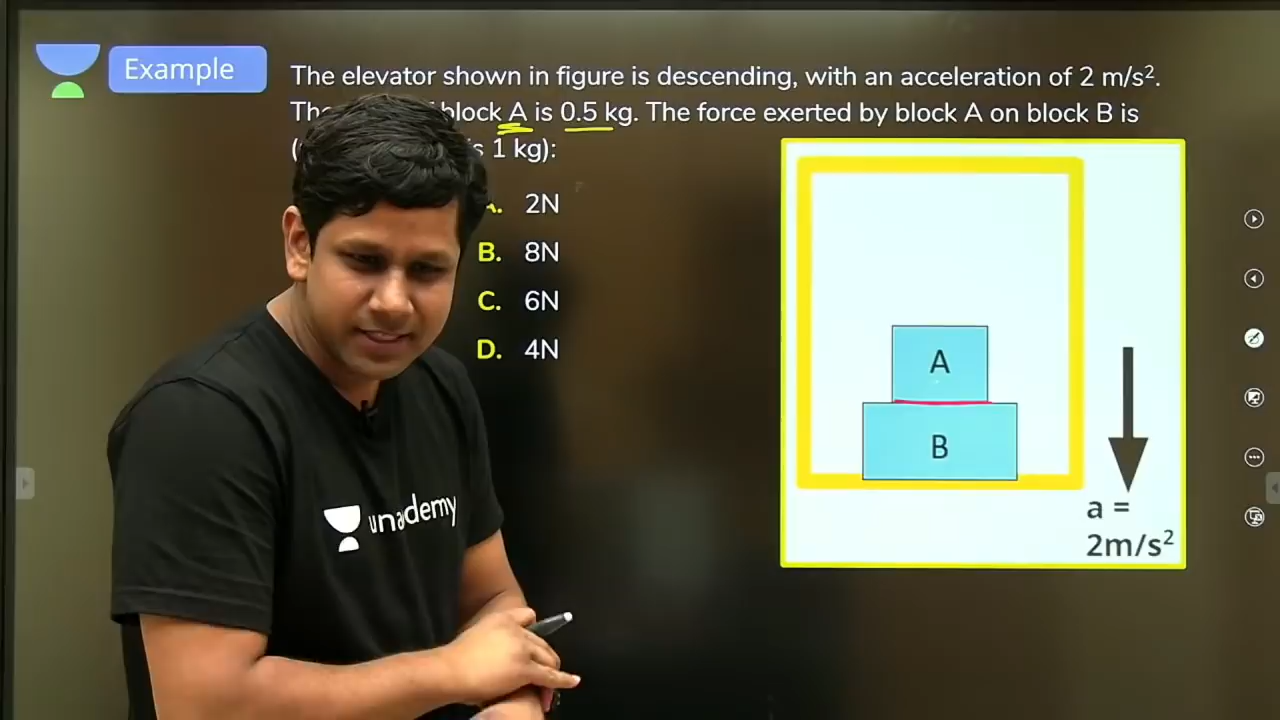 Example
The elevator shown in figure is descending, with an acceleration of 2 m/s².
block A is 0.5 kg. The force exerted by block A on block B is
1 kg):
2N
B. 8N
C. 6N
D. 4N
A
B
a =
2m/s²
unacademy